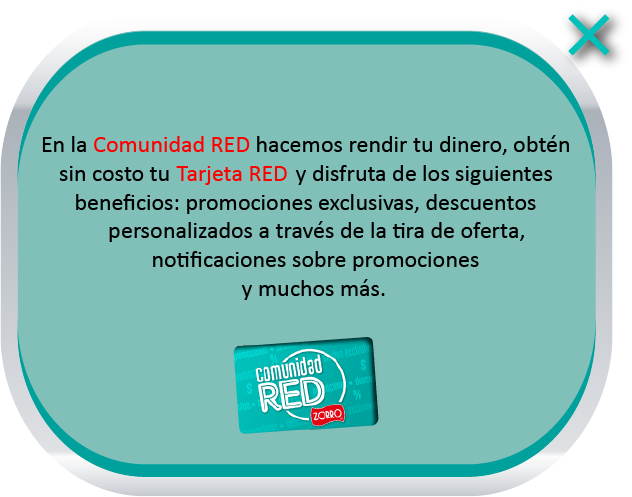 En la Comunidad RED hacemos rendir tu dinero, obtén
sin costo tu Tarjeta RED y disfruta de los siguientes
beneficios: promociones exclusivas, descuentos
personalizados a través de la tira de oferta,
notificaciones sobre promociones
y muchos más.
comunidad
RED
ZORRO